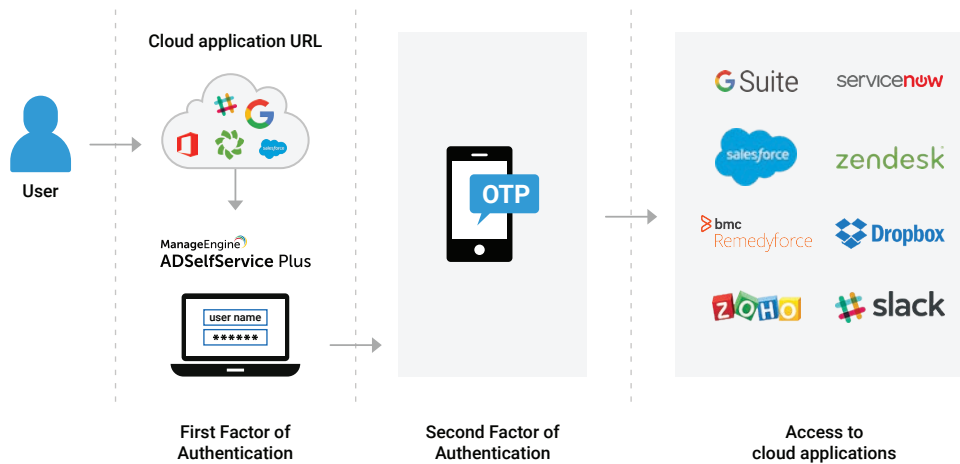 Cloud application URL
salesforce
User
ManageEngine
ADSelfService Plus
user name
******
OTP
G Suite
servicenow
salesforce
zendesk
bmc
Remedyforce
Dropbox
ZOHO
slack
First Factor of
Authentication
Second Factor of
Authentication
Access to
cloud applications